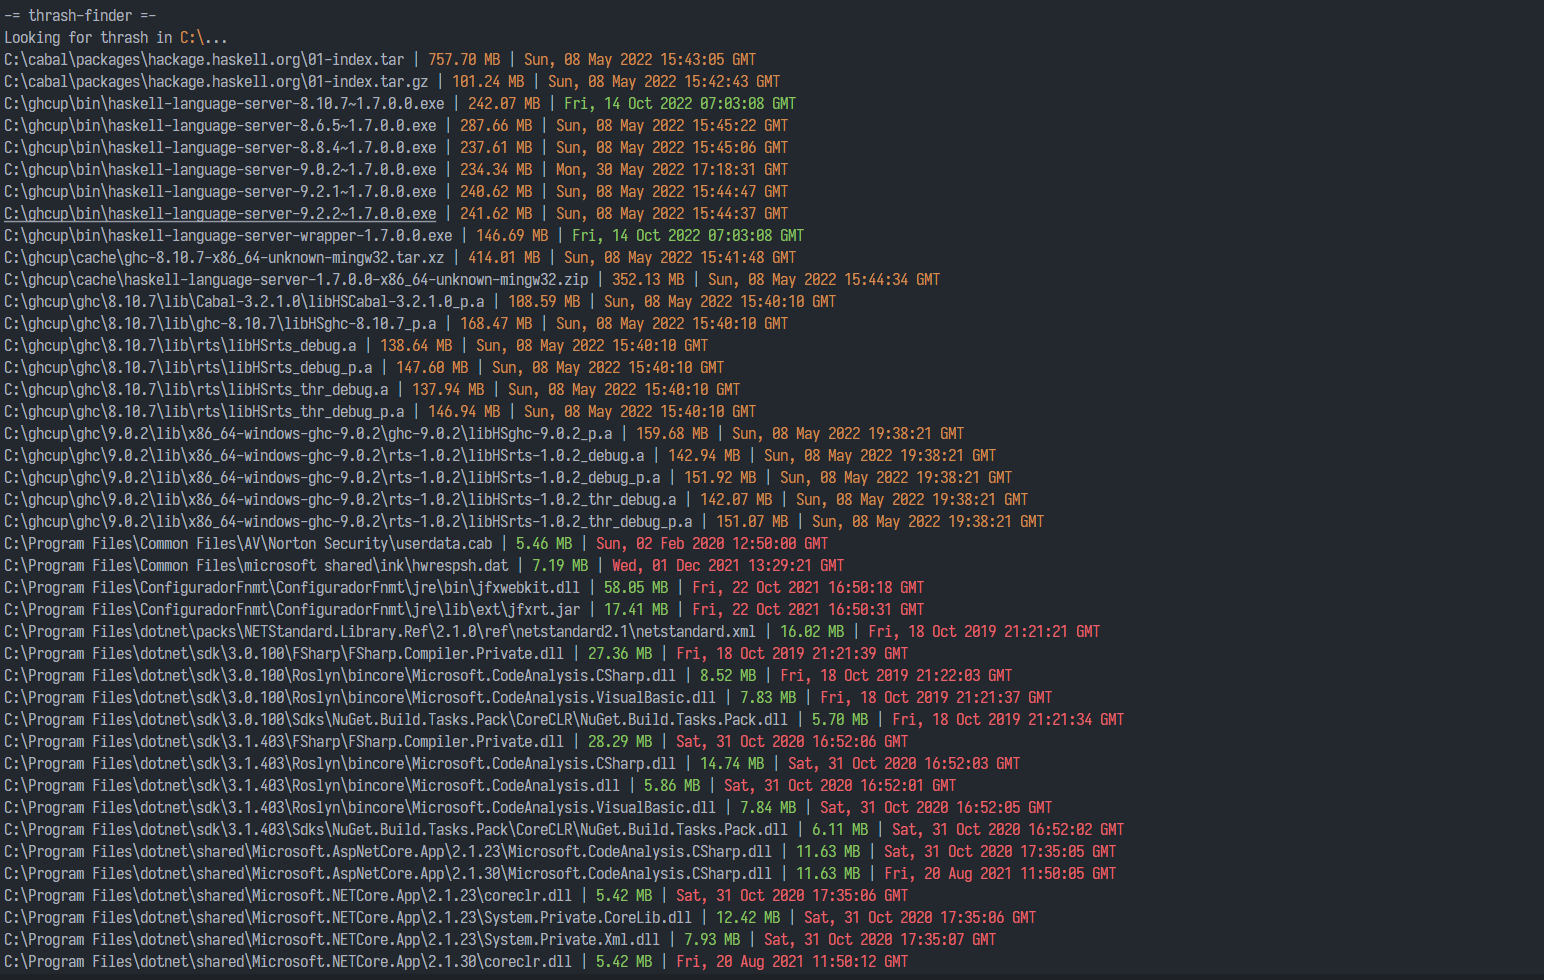 -= thrash-finder =-
Looking for thrash in C:\...
C:\cabal\packages\hackage.haskell.org\01-index.tar | 757.70 MB | Sun, 08 May 2022 15:43:05 GMT
C:\cabal\packages\hackage.haskell.org\01-index.tar.gz | 101.24 MB | Sun, 08 May 2022 15:42:43 GMT
C:\ghcup\bin\haskell-language-server-8.10.7~1.7.0.0.exe | 242.07 MB | Fri, 14 Oct 2022 07:03:08 GMT
C:\ghcup\bin\haskell-language-server-8.6.5~1.7.0.0.exe | 287.66 MB | Sun, 08 May 2022 15:45:22 GMT
C:\ghcup\bin\haskell-language-server-8.8.4~1.7.0.0.exe | 237.61 MB | Sun, 08 May 2022 15:45:06 GMT
C:\ghcup\bin\haskell-language-server-9.0.2~1.7.0.0.exe | 234.34 MB | Mon, 30 May 2022 17:18:31 GMT
C:\ghcup\bin\haskell-language-server-9.2.1~1.7.0.0.exe | 240.62 MB | Sun, 08 May 2022 15:44:47 GMT
C:\ghcup\bin\haskell-language-server-9.2.2~1.7.0.0.exe | 241.62 MB | Sun, 08 May 2022 15:44:37 GMT
C:\ghcup\bin\haskell-language-server-wrapper-1.7.0.0.exe | 146.69 MB | Fri, 14 Oct 2022 07:03:08 GMT
C:\ghcup\cache\ghc-8.10.7-x86_64-unknown-mingw32.tar.xz | 414.01 MB | Sun, 08 May 2022 15:41:48 GMT
C:\ghcup\cache\haskell-language-server-1.7.0.0-x86_64-unknown-mingw32.zip | 352.13 MB | Sun, 08 May 2022 15:44:34 GMT
C:\ghcup\ghc\8.10.7\lib\Cabal-3.2.1.0\libHSCabal-3.2.1.0_p.a | 108.59 MB | Sun, 08 May 2022 15:40:10 GMT
C:\ghcup\ghc\8.10.7\lib\ghc-8.10.7\libHSghc-8.10.7_p.a | 168.47 MB | Sun, 08 May 2022 15:40:10 GMT
C:\ghcup\ghc\8.10.7\lib\rts\libHSrts_debug.a | 138.64 MB | Sun, 08 May 2022 15:40:10 GMT
C:\ghcup\ghc\8.10.7\lib\rts\libHSrts_debug_p.a | 147.60 MB | Sun, 08 May 2022 15:40:10 GMT
C:\ghcup\ghc\8.10.7\lib\rts\libHSrts_thr_debug.a | 137.94 MB | Sun, 08 May 2022 15:40:10 GMT
C:\ghcup\ghc\8.10.7\lib\rts\libHSrts_thr_debug_p.a | 146.94 MB | Sun, 08 May 2022 15:40:10 GMT
C:\ghcup\ghc\9.0.2\lib\x86_64-windows-ghc-9.0.2\ghc-9.0.2\libHSghc-9.0.2_p.a | 159.68 MB | Sun, 08 May 2022 19:38:21 GMT
C:\ghcup\ghc\9.0.2\lib\x86_64-windows-ghc-9.0.2\rts-1.0.2\libHSrts-1.0.2_debug.a | 142.94 MB | Sun, 08 May 2022 19:38:21 GMT
C:\ghcup\ghc\9.0.2\lib\x86_64-windows-ghc-9.0.2\rts-1.0.2\libHSrts-1.0.2_debug_p.a | 151.92 MB | Sun, 08 May 2022 19:38:21 GMT
C:\ghcup\ghc\9.0.2\lib\x86_64-windows-ghc-9.0.2\rts-1.0.2\libHSrts-1.0.2_thr_debug.a | 142.07 MB | Sun, 08 May 2022 19:38:21 GMT
C:\ghcup\ghc\9.0.2\lib\x86_64-windows-ghc-9.0.2\rts-1.0.2\libHSrts-1.0.2_thr_debug_p.a | 151.07 MB | Sun, 08 May 2022 19:38:21 GMT
C:\Program Files\Common Files\AV\Norton Security\userdata.cab | 5.46 MB | Sun, 02 Feb 2020 12:50:00 GMT
C:\Program Files\Common Files\microsoft shared\ink\hwrespsh.dat | 7.19 MB | Wed, 01 Dec 2021 13:29:21 GMT
C:\Program Files\ConfiguradorFnmt\ConfiguradorFnmt\jre\bin\jfxwebkit.dll | 58.05 MB | Fri, 22 Oct 2021 16:50:18 GMT
C:\Program Files\ConfiguradorFnmt\ConfiguradorFnmt\jre\lib\ext\jfxrt.jar | 17.41 MB | Fri, 22 Oct 2021 16:50:31 GMT
C:\Program Files\dotnet\packs\NETStandard.Library.Ref\2.1.0\ref\netstandard2.1\netstandard.xml | 16.02 MB | Fri, 18 Oct 2019 21:21:21 GMT
C:\Program Files\dotnet\sdk\3.0.100\FSharp\FSharp.Compiler.Private.dll | 27.36 MB | Fri, 18 Oct 2019 21:21:39 GMT
C:\Program Files\dotnet\sdk\3.0.100\Roslyn\bincore\Microsoft.CodeAnalysis.CSharp.dll | 8.52 MB | Fri, 18 Oct 2019 21:22:03 GMT
C:\Program Files\dotnet\sdk\3.0.100\Roslyn\bincore\Microsoft.CodeAnalysis.VisualBasic.dll | 7.83 MB | Fri, 18 Oct 2019 21:21:37 GMT
C:\Program Files\dotnet\sdk\3.0.100\Sdks\NuGet.Build.Tasks.Pack\CoreCLR\NuGet.Build.Tasks.Pack.dll | 5.70 MB | Fri, 18 Oct 2019 21:21:34 GMT
C:\Program Files\dotnet\sdk\3.1.403\FSharp\FSharp.Compiler.Private.dll | 28.29 MB | Sat, 31 Oct 2020 16:52:06 GMT
C:\Program Files\dotnet\sdk\3.1.403\Roslyn\bincore\Microsoft.CodeAnalysis.CSharp.dll | 14.74 MB | Sat, 31 Oct 2020 16:52:03 GMT
C:\Program Files\dotnet\sdk\3.1.403\Roslyn\bincore\Microsoft.CodeAnalysis.dll | 5.86 MB | Sat, 31 Oct 2020 16:52:01 GMT
C:\Program Files\dotnet\sdk\3.1.403\Roslyn\bincore\Microsoft.CodeAnalysis.VisualBasic.dll | 7.84 MB | Sat, 31 Oct 2020 16:52:05 GMT
C:\Program Files\dotnet\sdk\3.1.403\Sdks\NuGet.Build.Tasks.Pack\CoreCLR\NuGet.Build.Tasks.Pack.dll | 6.11 MB | Sat, 31 Oct 2020 16:52:02 GMT
C:\Program Files\dotnet\shared\Microsoft.AspNetCore.App\2.1.23\Microsoft.CodeAnalysis.CSharp.dll | 11.63 MB | Sat, 31 Oct 2020 17:35:05 GMT
C:\Program Files\dotnet\shared\Microsoft.AspNetCore.App\2.1.30\Microsoft.CodeAnalysis.CSharp.dll | 11.63 MB | Fri, 20 Aug 2021 11:50:05 GMT
C:\Program Files\dotnet\shared\Microsoft.NETCore.App\2.1.23\coreclr.dll | 5.42 MB | Sat, 31 Oct 2020 17:35:06 GMT
C:\Program Files\dotnet\shared\Microsoft.NETCore.App\2.1.23\System.Private.CoreLib.dll | 12.42 MB | Sat, 31 Oct 2020 17:35:06 GMT
C:\Program Files\dotnet\shared\Microsoft.NETCore.App\2.1.23\System.Private.Xml.dll | 7.93 MB | Sat, 31 Oct 2020 17:35:07 GMT
C:\Program Files\dotnet\shared\Microsoft.NETCore.App\2.1.30\coreclr.dll | 5.42 MB | Fri, 20 Aug 2021 11:50:12 GMT